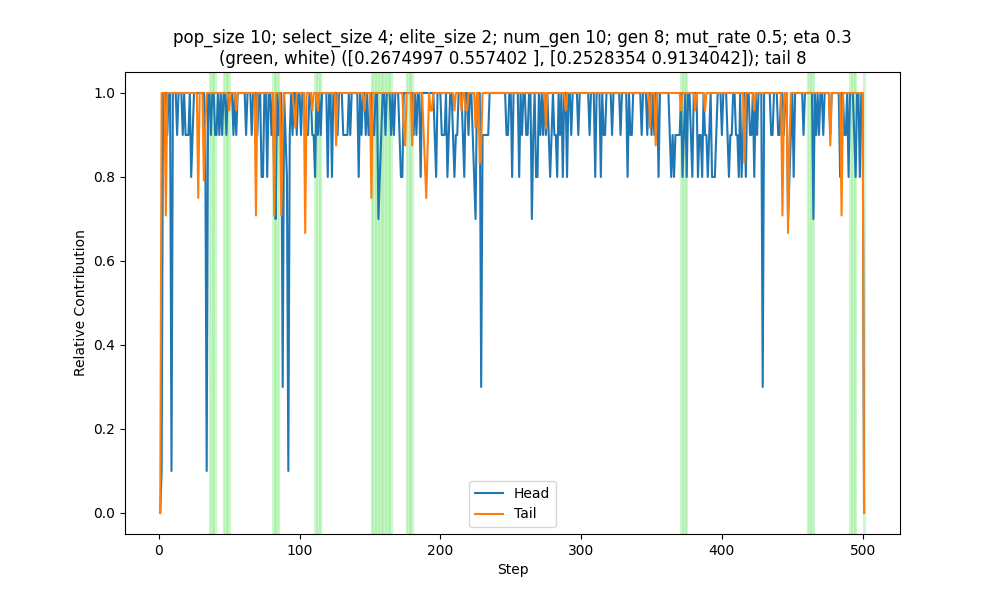 pop_size 10; select_size 4; elite_size 2; num_gen 10; gen 8; mut_rate 0.5; eta 0.3
(green, white) ([0.2674997 0.557402 ], [0.2528354 0.9134042]); tail 8
1.0
0.8
0.6
0.4
0.2
0.0
Relative Contribution
Head
Tail
0 100 200 300 400 500
Step